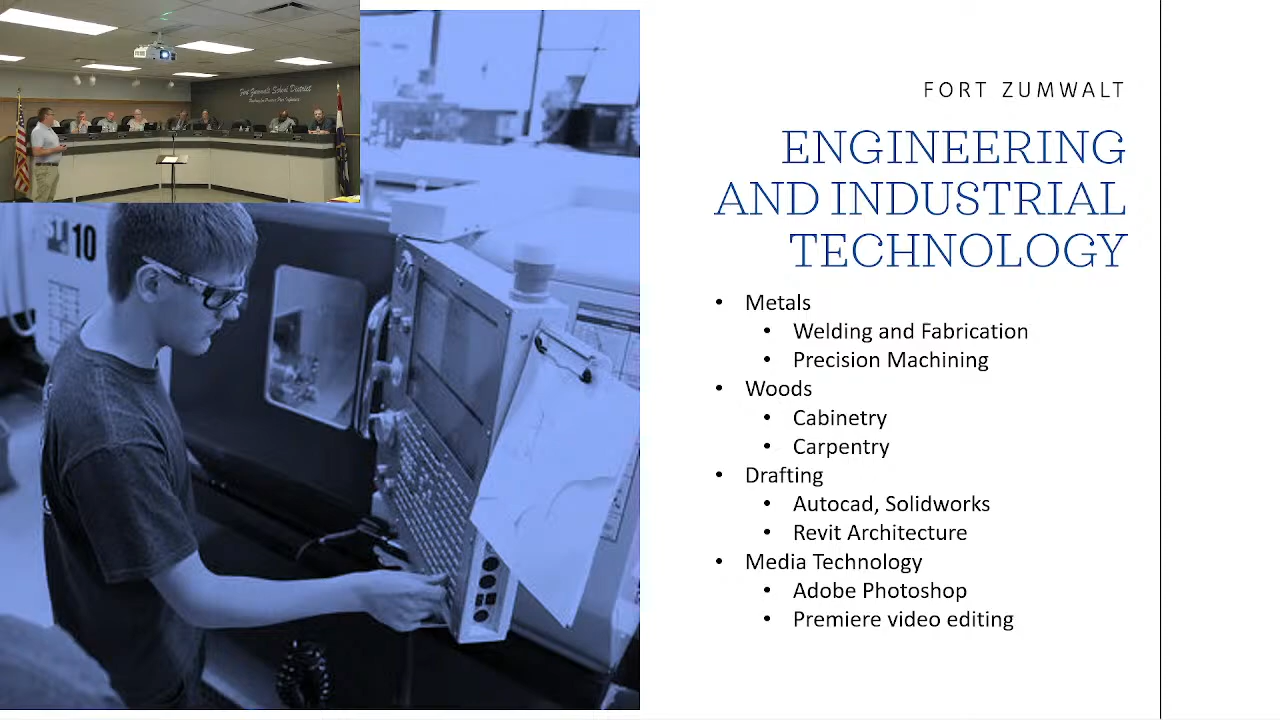 Fort Zumwalt School District
10
FORT ZUMWALT
ENGINEERING
AND INDUSTRIAL
TECHNOLOGY
• Metals
• Welding and Fabrication
• Precision Machining
• Woods
• Cabinetry
• Carpentry
• Drafting
• Autocad, Solidworks
• Revit Architecture
• Media Technology
• Adobe Photoshop
• Premiere video editing